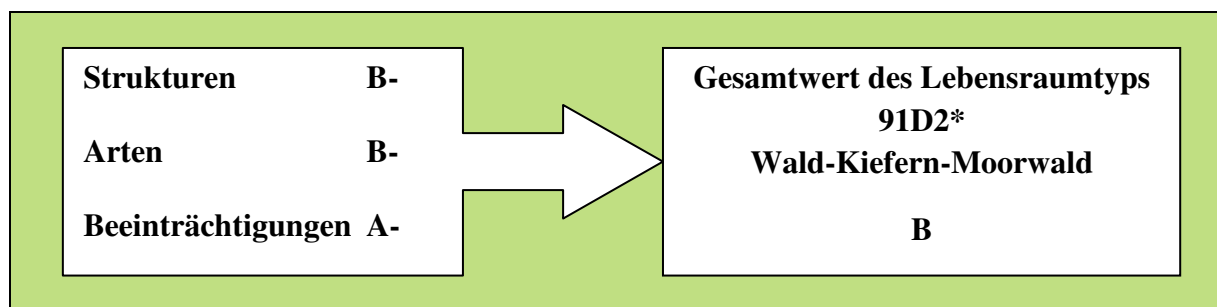 Strukturen B-
Arten B-
Beeinträchtigungen A-
Gesamtwert des Lebensraumtyps
91D2*
Wald-Kiefern-Moorwald
B